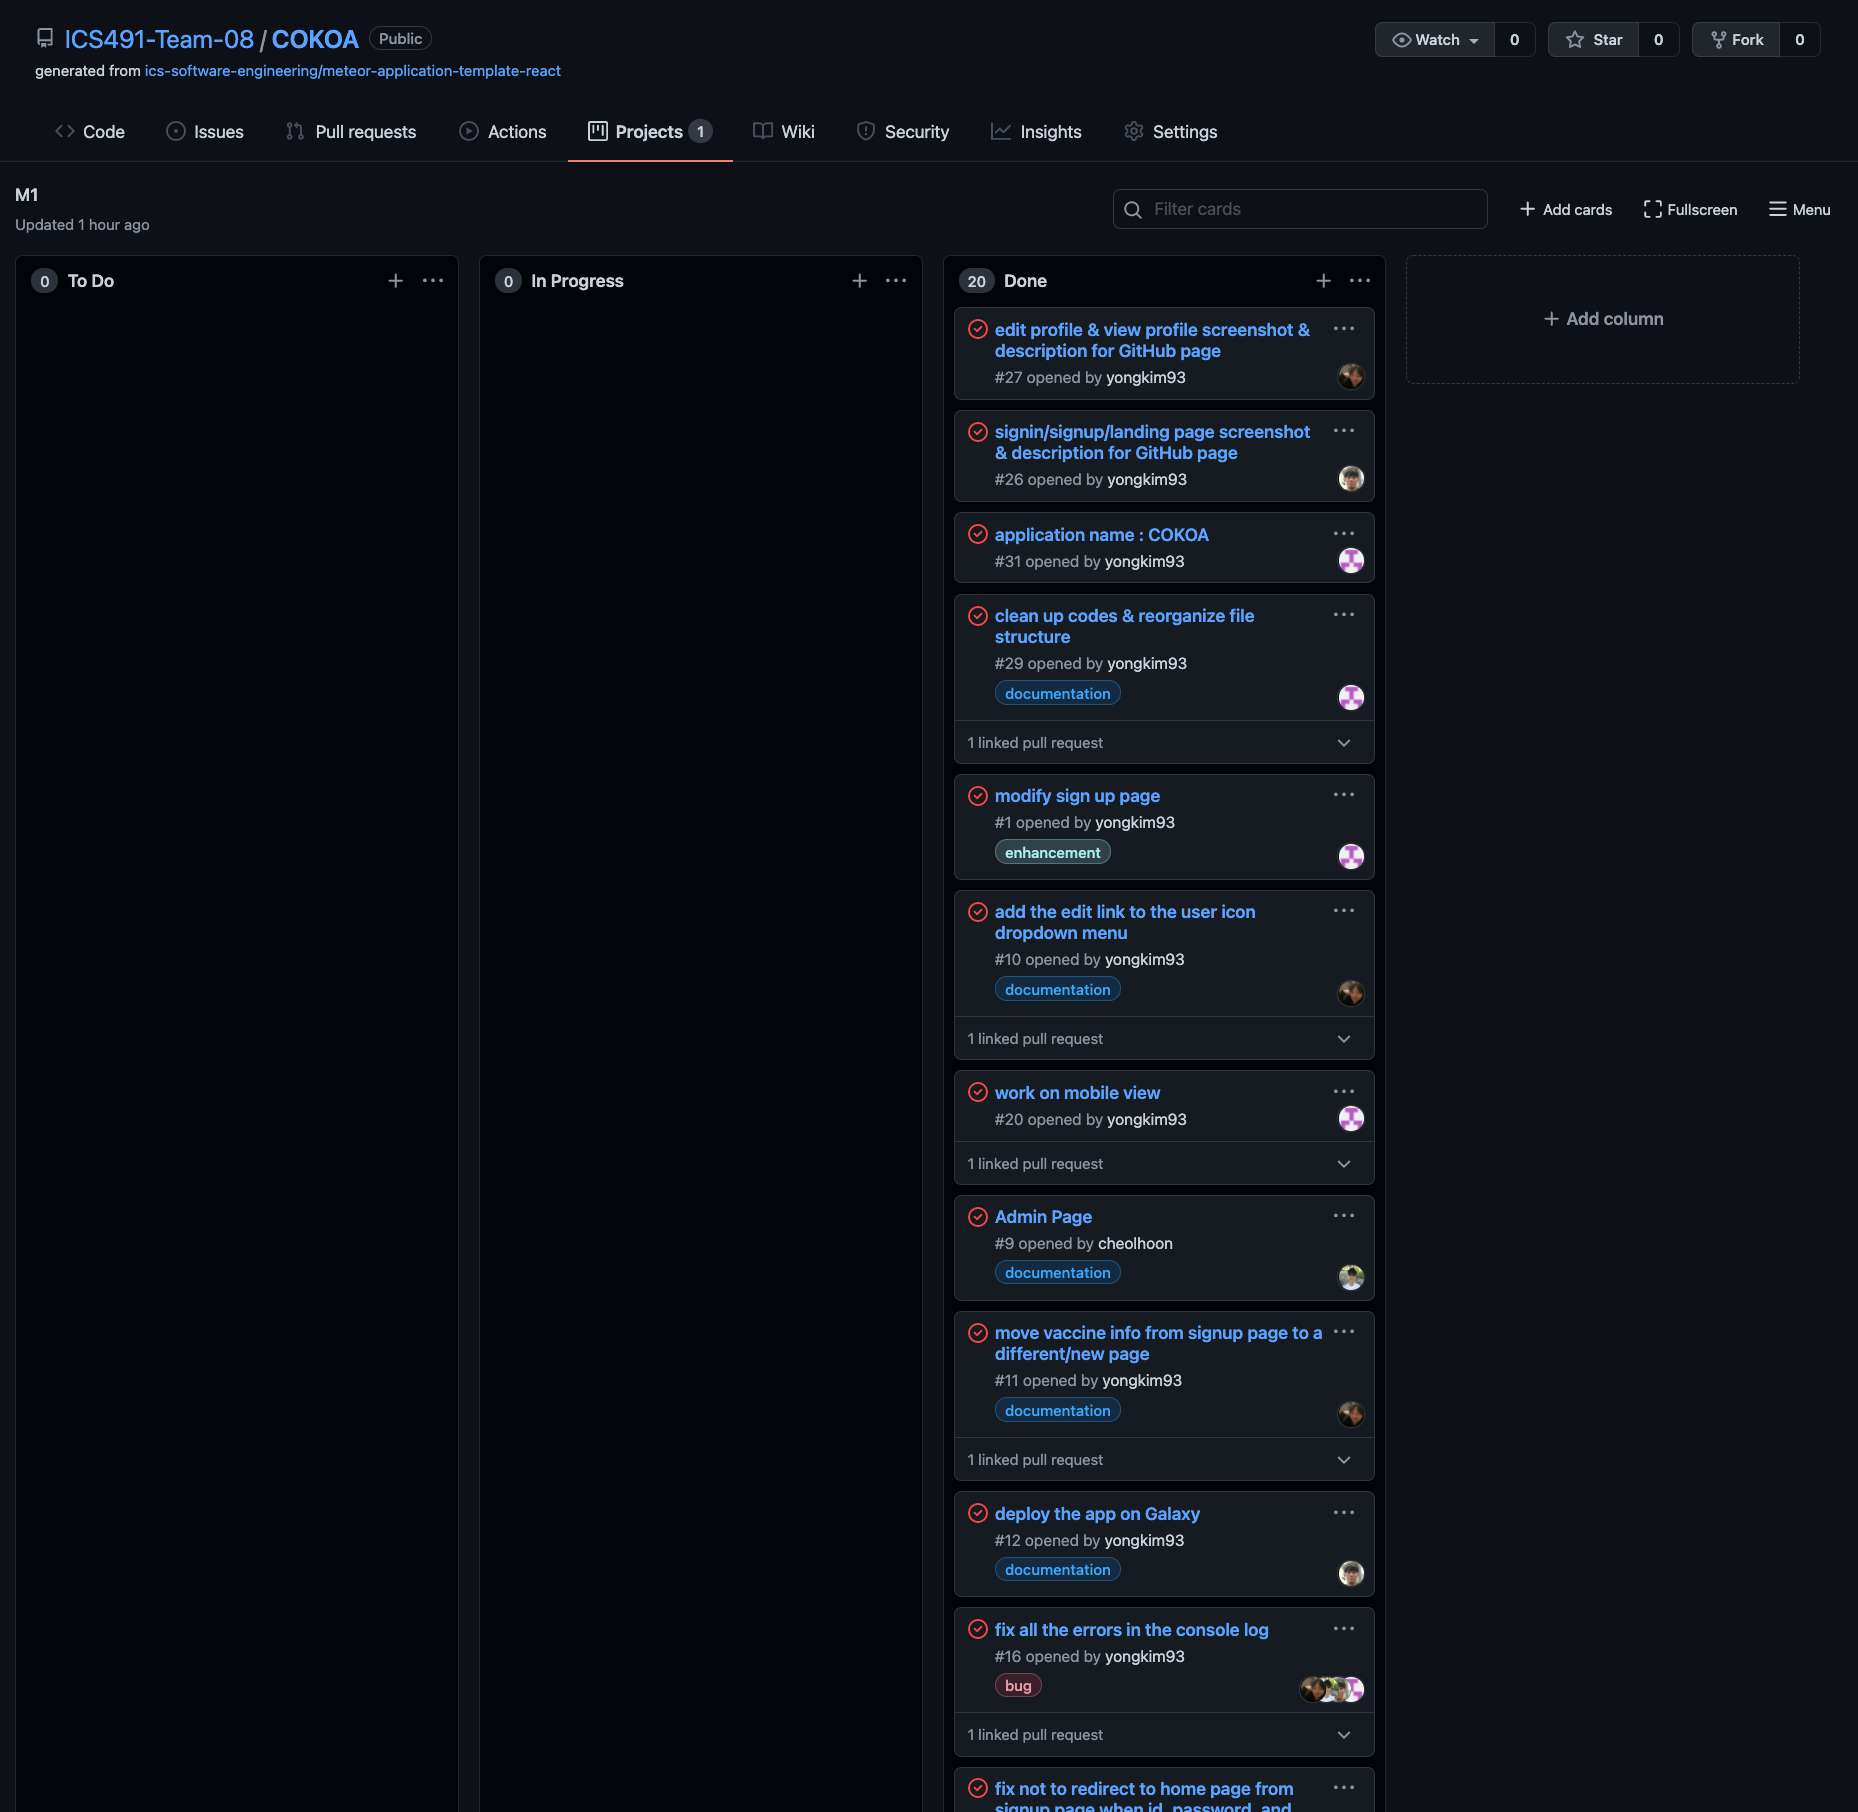 ICS491-Team-08 / COKOA Public
Watch 0 Star 0 Fork 0
generated from ics-software-engineering/meteor-application-template-react
Code Issues Pull requests Actions Projects 1 Wiki Security Insights Settings
M1
Updated 1 hour ago
Filter cards
Add cards Fullscreen Menu
0 To Do
0 In Progress
20 Done
Add column
edit profile & view profile screenshot &
description for GitHub page
#27 opened by yongkim93
signin/signup/landing page screenshot
& description for GitHub page
#26 opened by yongkim93
application name : COKOA
#31 opened by yongkim93
clean up codes & reorganize file
structure
#29 opened by yongkim93
documentation
1 linked pull request
modify sign up page
#1 opened by yongkim93
enhancement
add the edit link to the user icon
dropdown menu
#10 opened by yongkim93
documentation
1 linked pull request
work on mobile view
#20 opened by yongkim93
1 linked pull request
Admin Page
#9 opened by cheolhoon
documentation
move vaccine info from signup page to a
different/new page
#11 opened by yongkim93
documentation
1 linked pull request
deploy the app on Galaxy
#12 opened by yongkim93
documentation
fix all the errors in the console log
#16 opened by yongkim93
bug
1 linked pull request
fix not to redirect to home page from
signup page when id, password, and